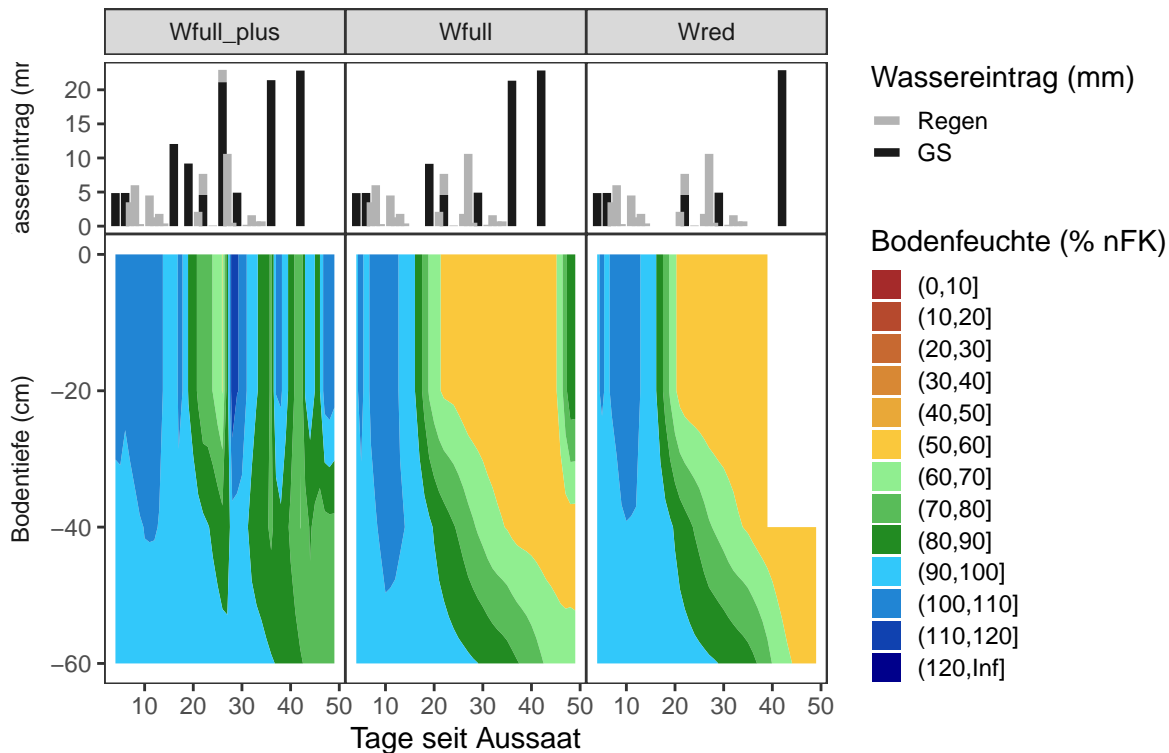 Wfull_plus Wfull Wred
assereintrag (mr
20
15
10
5
0
Wassereintrag (mm)
Regen
GS
Bodentiefe (cm)
0
−20
−40
−60
Bodenfeuchte (% nFK)
(0,10]
(10,20]
(20,30]
(30,40]
(40,50]
(50,60]
(60,70]
(70,80]
(80,90]
(90,100]
(100,110]
(110,120]
(120,Inf]
10 20 30 40 50 10 20 30 40 50 10 20 30 40 50
Tage seit Aussaat